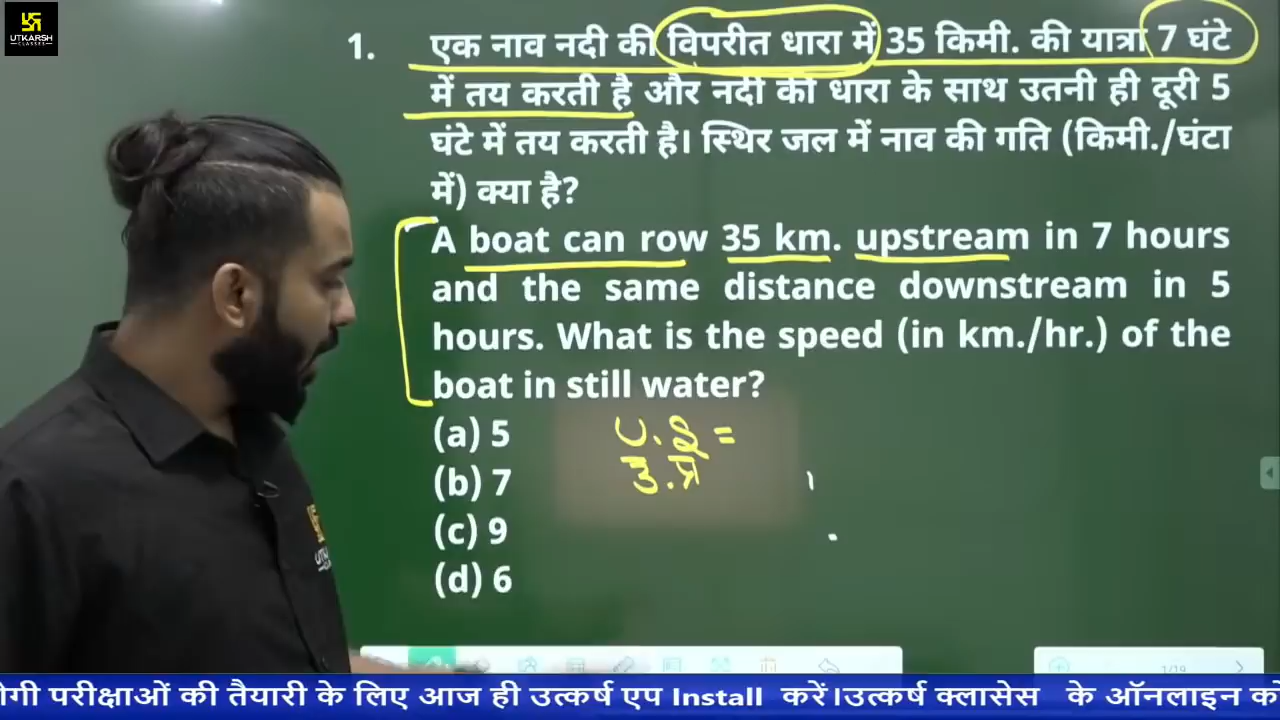 UTKARSH
CLASSES
1. एक नाव नदी की विपरीत धारा में 35 किमी. की यात्रा 7 घंटे
में तय करती है और नदी की धारा के साथ उतनी ही दूरी 5
घंटे में तय करती है। स्थिर जल में नाव की गति (किमी./घंटा
में) क्या है?
A boat can row 35 km. upstream in 7 hours
and the same distance downstream in 5
hours. What is the speed (in km./hr.) of the
boat in still water?
(a) 5
U.S =
(b) 7
(c) 9
(d) 6
1/19
योगी परीक्षाओं की तैयारी के लिए आज ही उत्कर्ष एप Install करें।उत्कर्ष क्लासेस के ऑनलाइन को